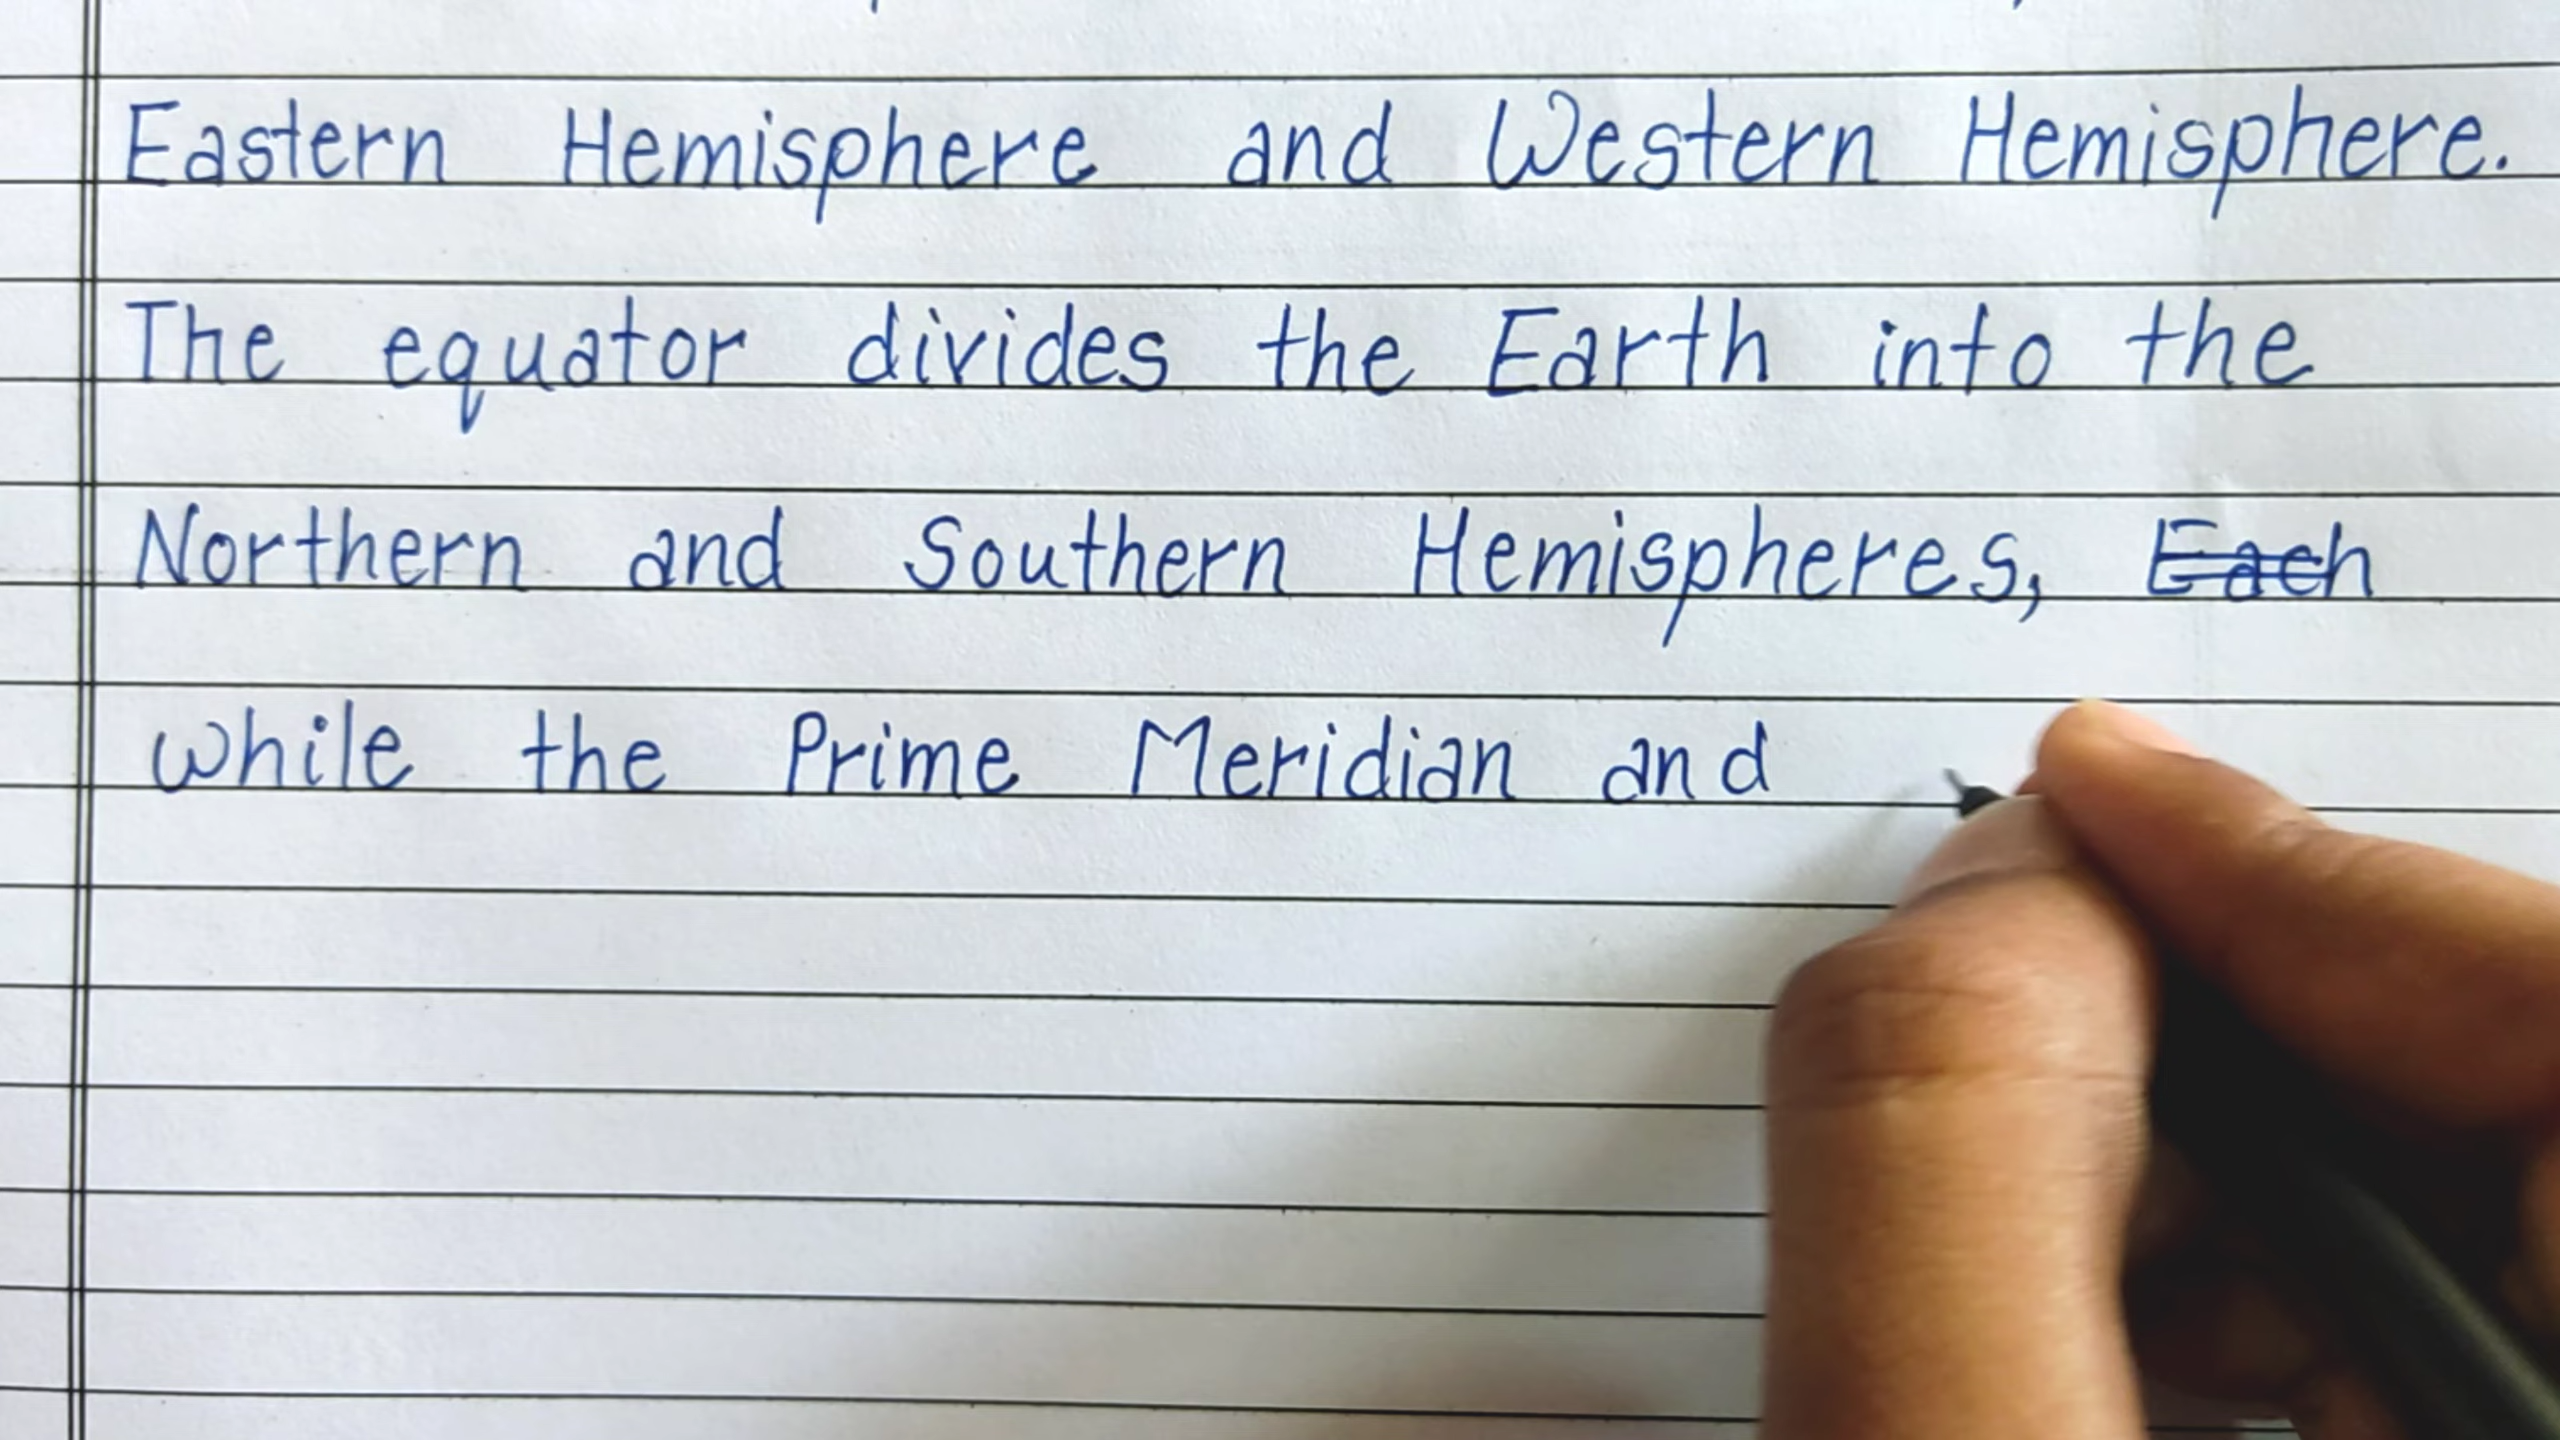 Eastern Hemisphere and Western Hemisphere.
The equator divides the Earth into the
Northern and Southern Hemispheres, Each
while the Prime Meridian and